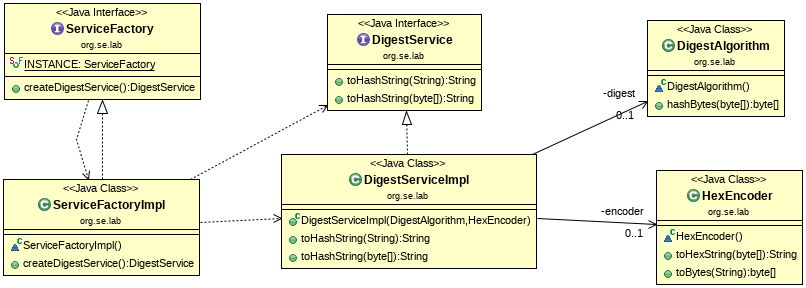 <<Java Interface>>
ServiceFactory
org.se.lab
INSTANCE: ServiceFactory
createDigestService():DigestService
<<Java Interface>>
DigestService
org.se.lab
toHashString(String):String
toHashString(byte[]):String
<<Java Class>>
DigestAlgorithm
org.se.lab
DigestAlgorithm()
hashBytes(byte[]):byte[]
-digest
0..1
<<Java Class>>
ServiceFactoryImpl
org.se.lab
ServiceFactoryImpl()
createDigestService():DigestService
<<Java Class>>
DigestServiceImpl
org.se.lab
DigestServiceImpl(DigestAlgorithm,HexEncoder)
toHashString(String):String
toHashString(byte[]):String
-encoder
0..1
<<Java Class>>
HexEncoder
org.se.lab
HexEncoder()
toHexString(byte[]):String
toBytes(String):byte[]